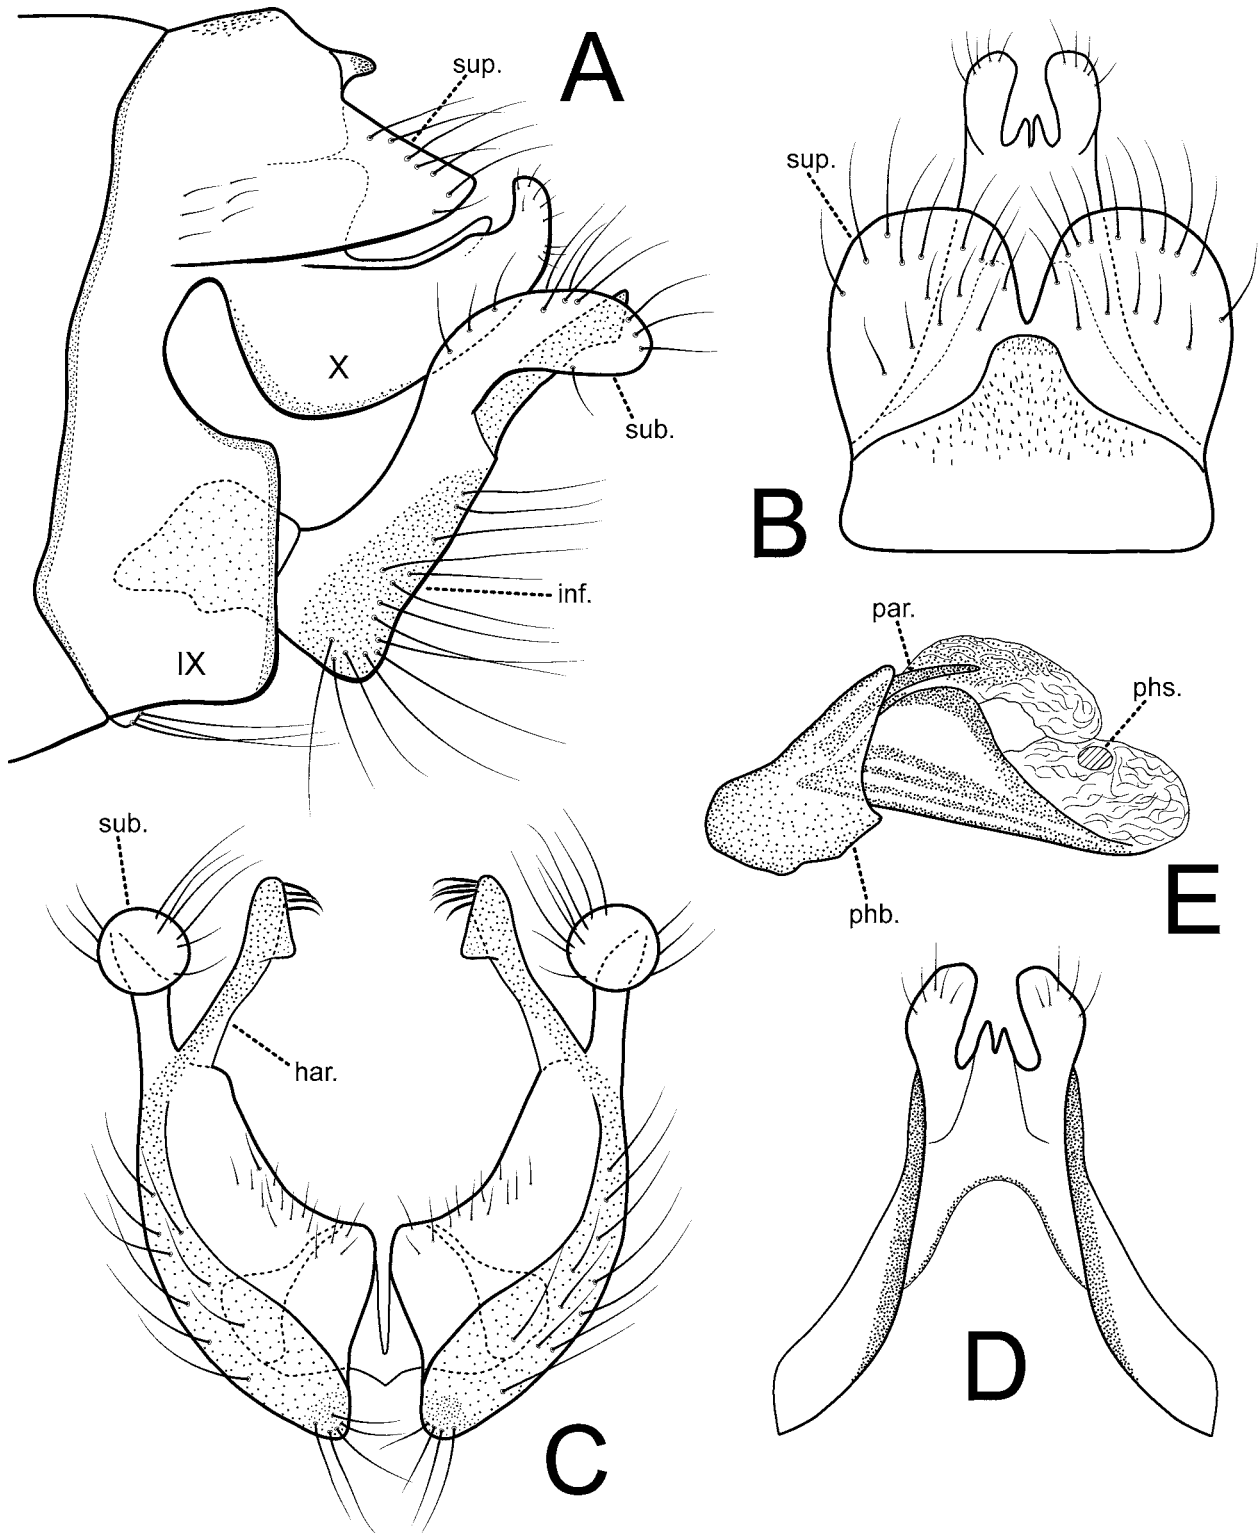 A
sup.
X
sub.
inf.
IX
B
sup.
par.
phs.
phb.
E
sub.
har.
C
D